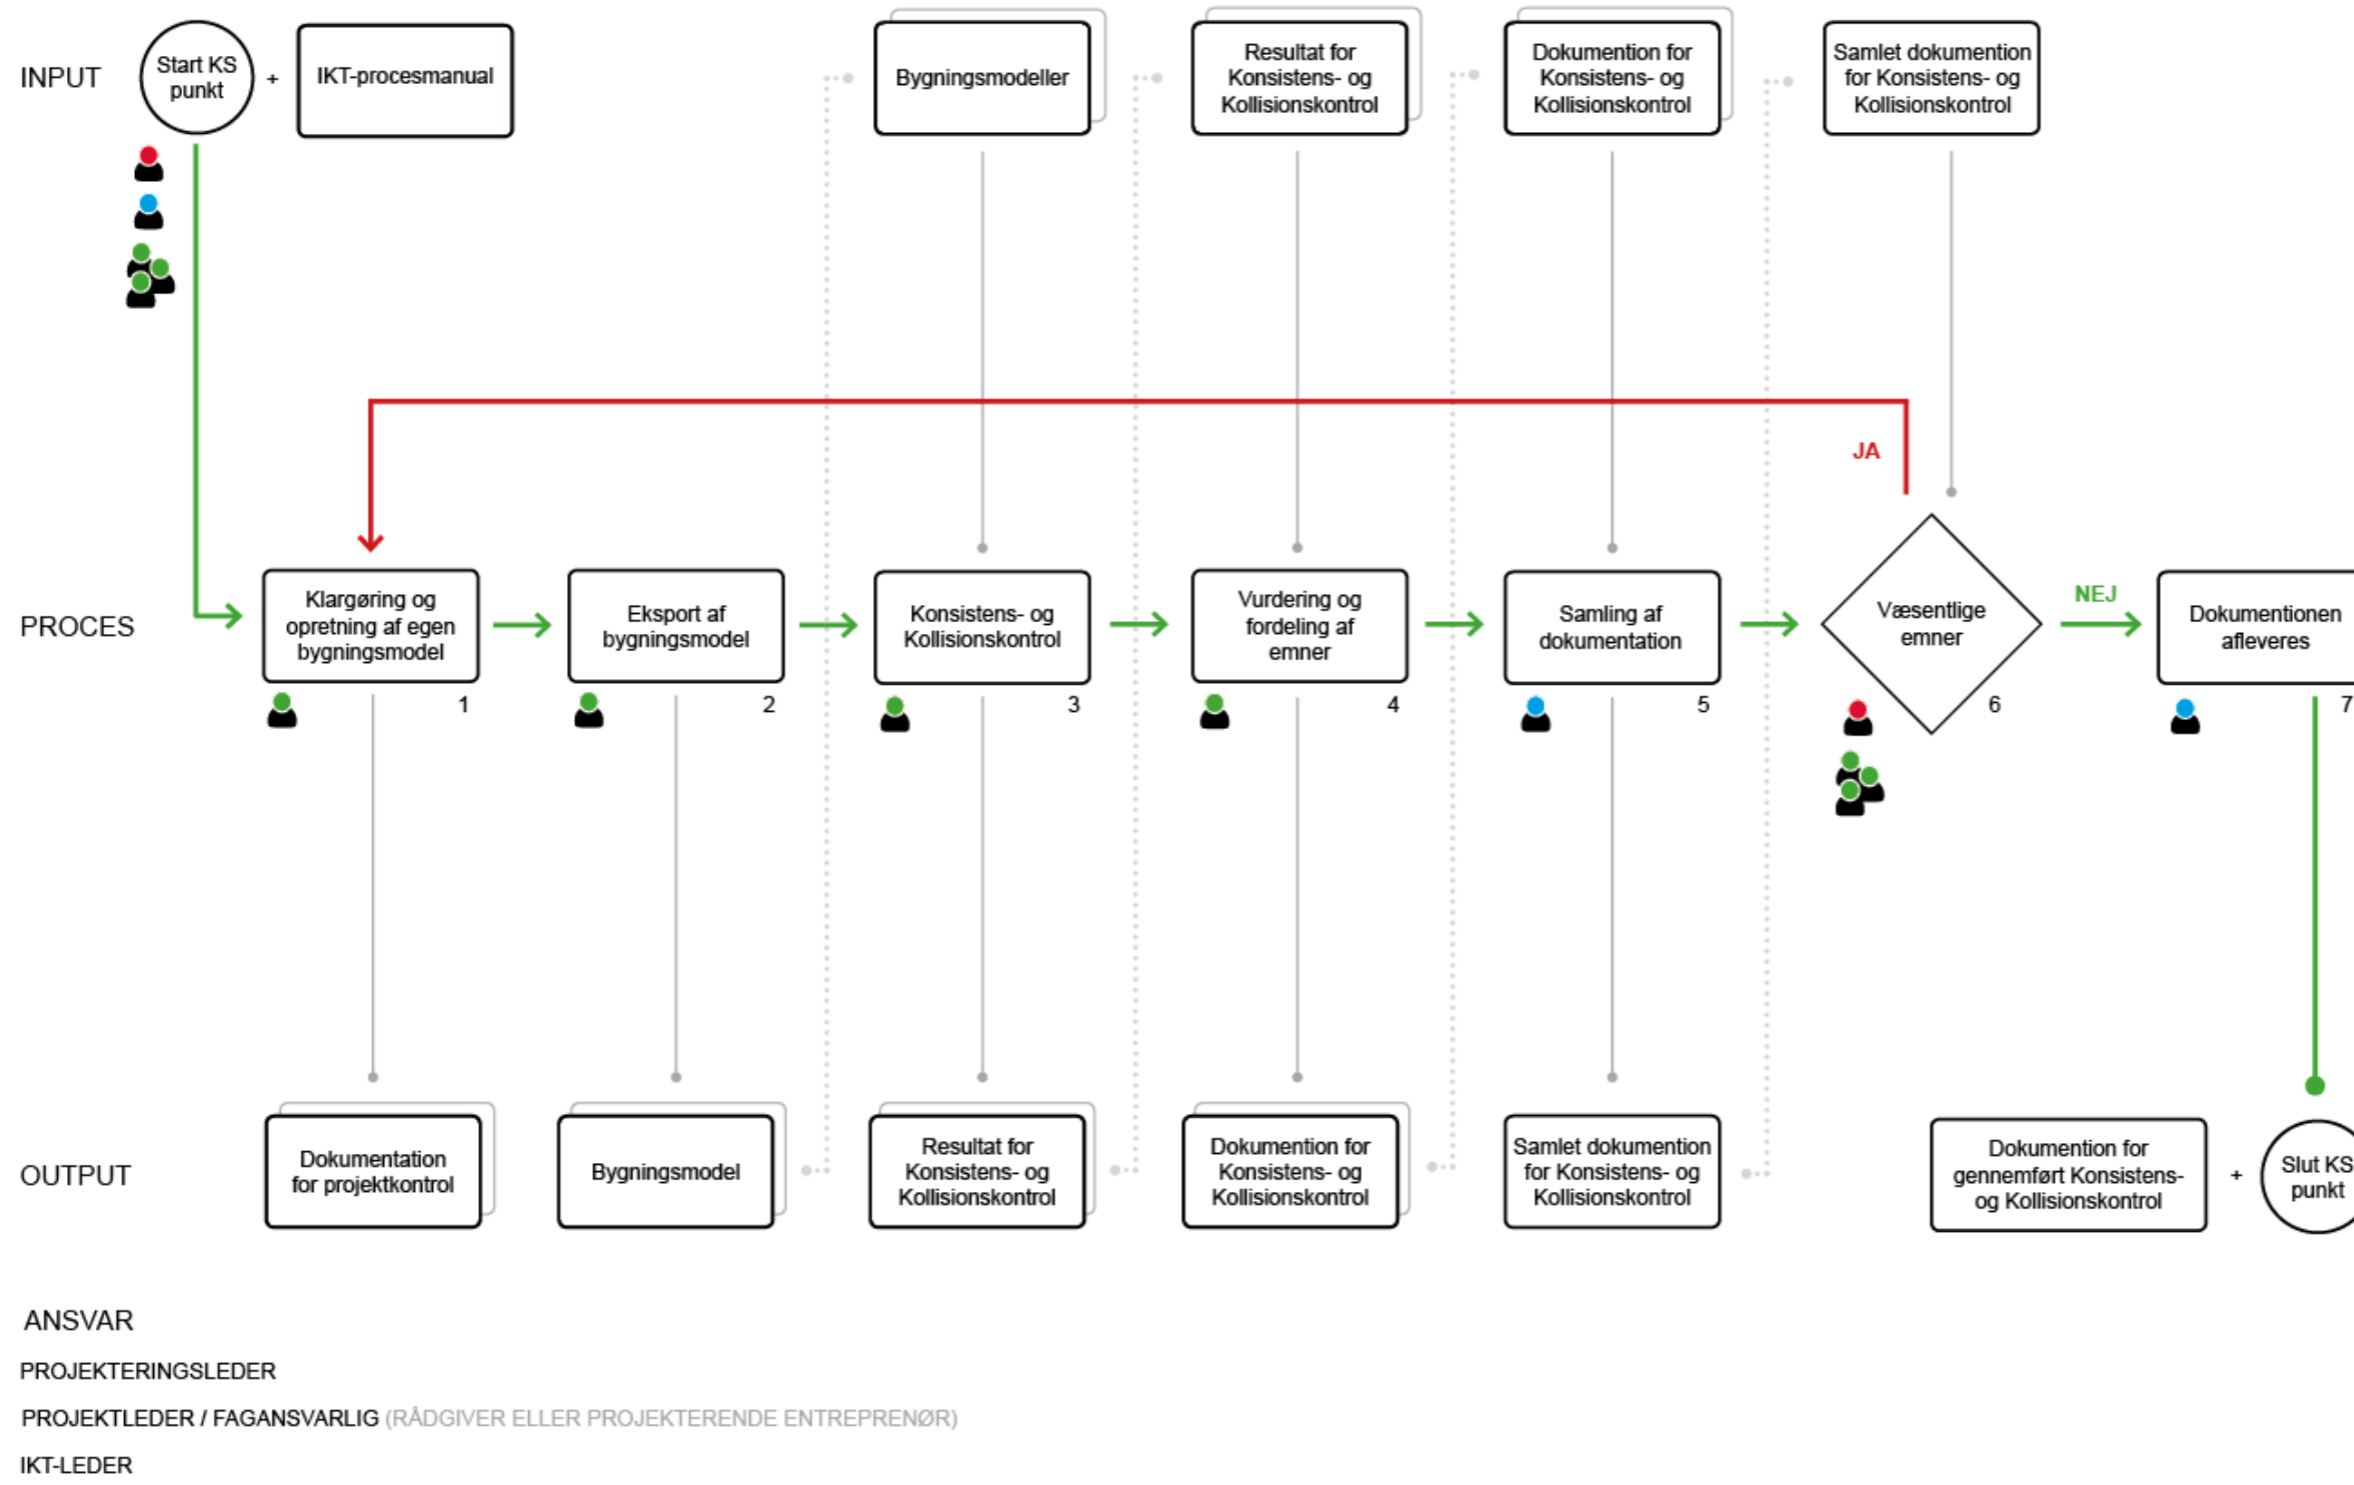 INPUT
Start KS
punkt
+
IKT-procesmanual
Bygningsmodeller
Resultat for
Konsistens- og
Kollisionskontrol
Dokumention for
Konsistens- og
Kollisionskontrol
Samlet dokumention
for Konsistens- og
Kollisionskontrol
JA
PROCES
Klargøring og
opretning af egen
bygningsmodel
1
Eksport af
bygningsmodel
2
Konsistens- og
Kollisionskontrol
3
Vurdering og
fordeling af
emner
4
Samling af
dokumentation
5
Væsentlige
emner
6
NEJ
Dokumentionen
afleveres
7
OUTPUT
Dokumentation
for projektkontrol
Bygningsmodel
Resultat for
Konsistens- og
Kollisionskontrol
Dokumention for
Konsistens- og
Kollisionskontrol
Samlet dokumention
for Konsistens- og
Kollisionskontrol
Dokumention for
gennemført Konsistens-
og Kollisionskontrol
+
Slut KS
punkt
ANSVAR
PROJEKTERINGSLEDER
PROJEKTLEDER / FAGANSVARLIG (RÅDGIVER ELLER PROJEKTERENDE ENTREPRENØR)
IKT-LEDER